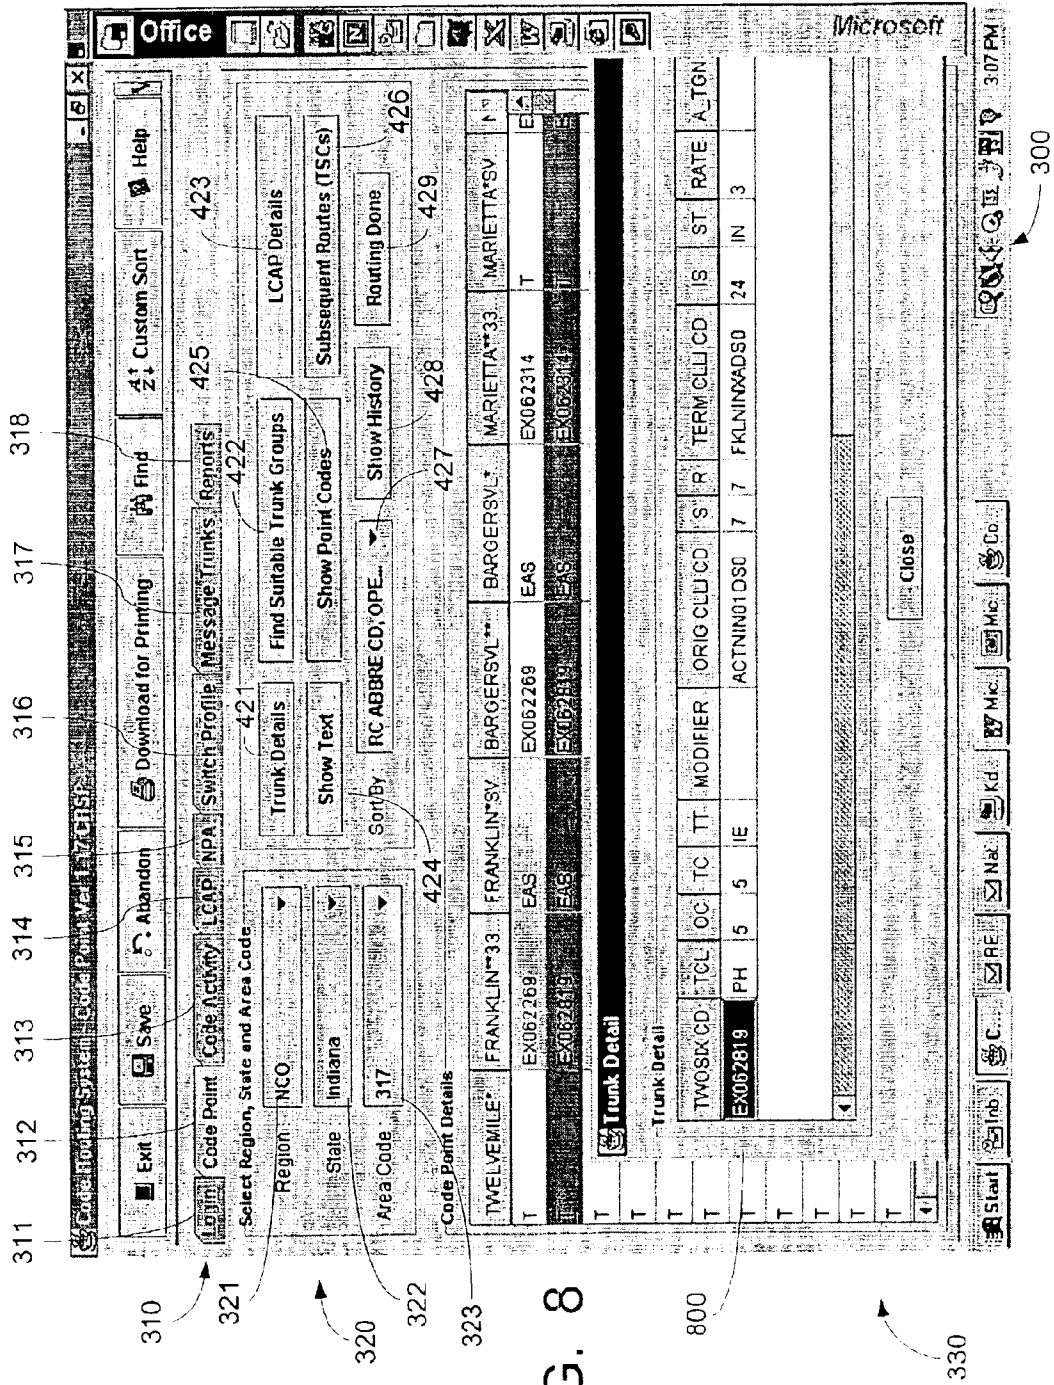 Code Point
- × 
Office
Microsoft
Exit
Save
Abandon
Download for Printing
Find
Custom Sort
Help
311
312
313
314
315
316
317
318
310
Login
Code Point
Code Activity
LCAP
NPA
Switch Profile
Message Trunks
Reports
321
421
422
425
423
Select Region, State and Area Code
Region
NCO
State
Indiana
Area Code
317
320
322
323
Trunk Details
Find Suitable Trunk Groups
LCAP Details
Show Text
Show Point Codes
Subsequent Routes (TSCs)
426
Sort By
RC ABBRE CD, OPE...
Show History
Routing Done
424
427
428
429
Code Point Details
TWELVEMILE* FRANKLIN**33 FRANKLIN*SV BARGERSVL** BARGERSVL* MARIETTA**33 MARIETTA*SV
T EX062269 EAS EX062269 EAS EX062314 T
EX062819 EAS EX062819 EAS EX062814
T
T
T
T
T
T
T
T
T
Trunk Detail
Trunk Detail
TWOSIX CD TCL OC TC TT MODIFIER ORIG CLLI CD S R TERM CLLI CD IS ST RATE A_TGN
EX062819 PH 5 5 IE ACTNIN01DS0 7 7 FKLNINXADS0 24 IN 3
Close
800
330
Start
Inb..
C...
RE..
Nat..
Kd..
Mic..
Mic..
Co...
3:07 PM
300
G. 8